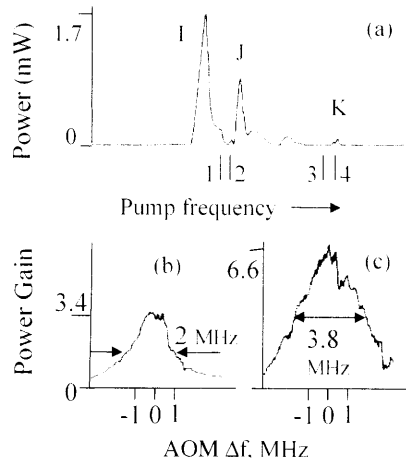 1.7
I
(a)
J
K
Power (mW)
0
1 2 3 4
Pump frequency
(b)
(c)
6.6
3.4
2 MHz
3.8
MHz
Power Gain
0
-1 0 1
-1 0 1
AOM Δf, MHz